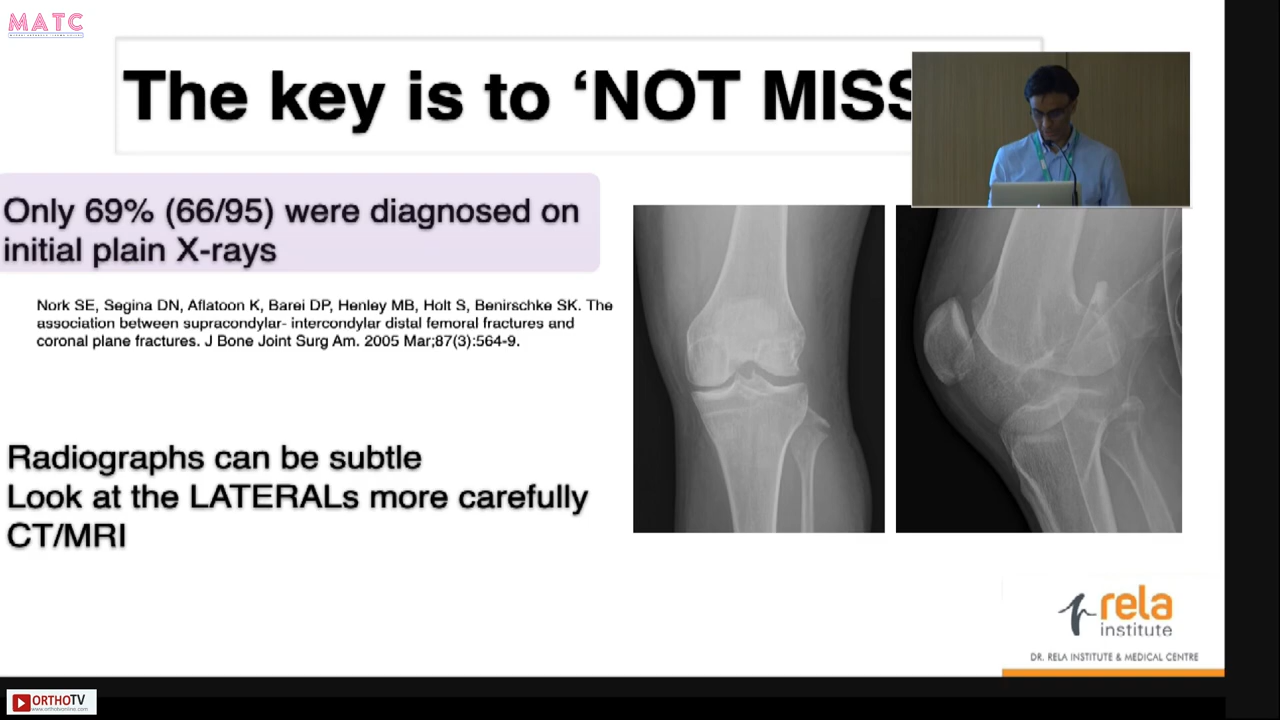 MATC
The key is to ‘NOT MISS
Only 69% (66/95) were diagnosed on
initial plain X-rays
Nork SE, Segina DN, Aflatoon K, Barei DP, Henley MB, Holt S, Benirschke SK. The
association between supracondylar- intercondylar distal femoral fractures and
coronal plane fractures. J Bone Joint Surg Am. 2005 Mar;87(3):564-9.
Radiographs can be subtle
Look at the LATERALs more carefully
CT/MRI
rela
institute
DR. RELA INSTITUTE & MEDICAL CENTRE
ORTHOTV
www.orthotvonline.com